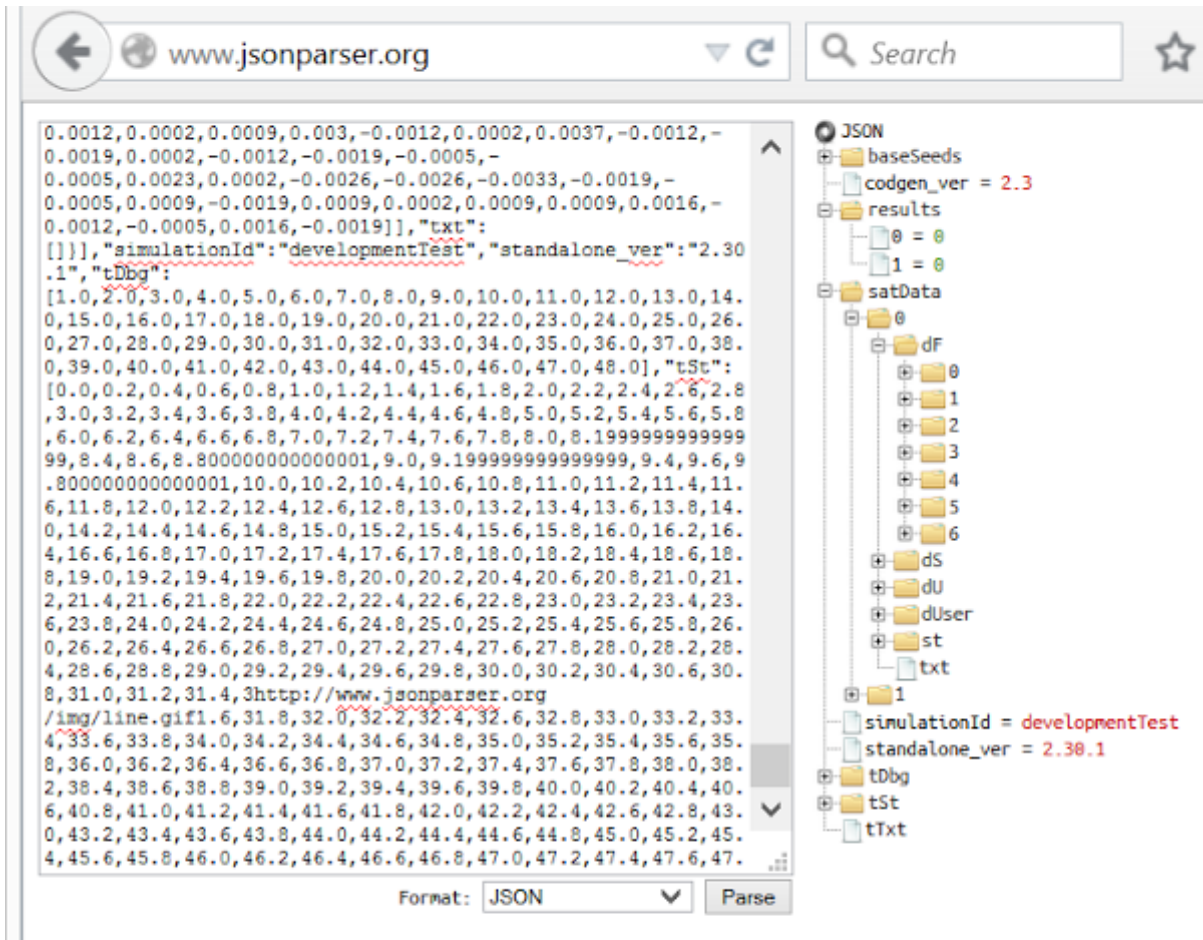 www.jsonparser.org
Search
0.0012,0.0002,0.0009,0.003,-0.0012,0.0002,0.0037,-0.0012,-
0.0019,0.0002,-0.0012,-0.0019,-0.0005,-
0.0005,0.0023,0.0002,-0.0026,-0.0026,-0.0033,-0.0019,-
0.0005,0.0009,-0.0019,0.0009,0.0002,0.0009,0.0009,0.0016,-
0.0012,-0.0005,0.0016,-0.0019]],"txt":
[]}],"simulationId":"developmentTest","standalone_ver":"2.30
.1","tDbg":
[1.0,2.0,3.0,4.0,5.0,6.0,7.0,8.0,9.0,10.0,11.0,12.0,13.0,14.
0,15.0,16.0,17.0,18.0,19.0,20.0,21.0,22.0,23.0,24.0,25.0,26.
0,27.0,28.0,29.0,30.0,31.0,32.0,33.0,34.0,35.0,36.0,37.0,38.
0,39.0,40.0,41.0,42.0,43.0,44.0,45.0,46.0,47.0,48.0],"tSt":
[0.0,0.2,0.4,0.6,0.8,1.0,1.2,1.4,1.6,1.8,2.0,2.2,2.4,2.6,2.8
,3.0,3.2,3.4,3.6,3.8,4.0,4.2,4.4,4.6,4.8,5.0,5.2,5.4,5.6,5.8
,6.0,6.2,6.4,6.6,6.8,7.0,7.2,7.4,7.6,7.8,8.0,8.1999999999999
99,8.4,8.6,8.800000000000001,9.0,9.199999999999999,9.4,9.6,9
.800000000000001,10.0,10.2,10.4,10.6,10.8,11.0,11.2,11.4,11.
6,11.8,12.0,12.2,12.4,12.6,12.8,13.0,13.2,13.4,13.6,13.8,14.
0,14.2,14.4,14.6,14.8,15.0,15.2,15.4,15.6,15.8,16.0,16.2,16.
4,16.6,16.8,17.0,17.2,17.4,17.6,17.8,18.0,18.2,18.4,18.6,18.
8,19.0,19.2,19.4,19.6,19.8,20.0,20.2,20.4,20.6,20.8,21.0,21.
2,21.4,21.6,21.8,22.0,22.2,22.4,22.6,22.8,23.0,23.2,23.4,23.
6,23.8,24.0,24.2,24.4,24.6,24.8,25.0,25.2,25.4,25.6,25.8,26.
0,26.2,26.4,26.6,26.8,27.0,27.2,27.4,27.6,27.8,28.0,28.2,28.
4,28.6,28.8,29.0,29.2,29.4,29.6,29.8,30.0,30.2,30.4,30.6,30.
8,31.0,31.2,31.4,3http://www.jsonparser.org
/img/line.gif1.6,31.8,32.0,32.2,32.4,32.6,32.8,33.0,33.2,33.
4,33.6,33.8,34.0,34.2,34.4,34.6,34.8,35.0,35.2,35.4,35.6,35.
8,36.0,36.2,36.4,36.6,36.8,37.0,37.2,37.4,37.6,37.8,38.0,38.
2,38.4,38.6,38.8,39.0,39.2,39.4,39.6,39.8,40.0,40.2,40.4,40.
6,40.8,41.0,41.2,41.4,41.6,41.8,42.0,42.2,42.4,42.6,42.8,43.
0,43.2,43.4,43.6,43.8,44.0,44.2,44.4,44.6,44.8,45.0,45.2,45.
4,45.6,45.8,46.0,46.2,46.4,46.6,46.8,47.0,47.2,47.4,47.6,47.
Format: JSON Parse
JSON
baseSeeds
codgen_ver = 2.3
results
0 = 0
1 = 0
satData
0
dF
0
1
2
3
4
5
6
dS
dU
dUser
st
txt
1
simulationId = developmentTest
standalone_ver = 2.30.1
tDbg
tSt
tTxt